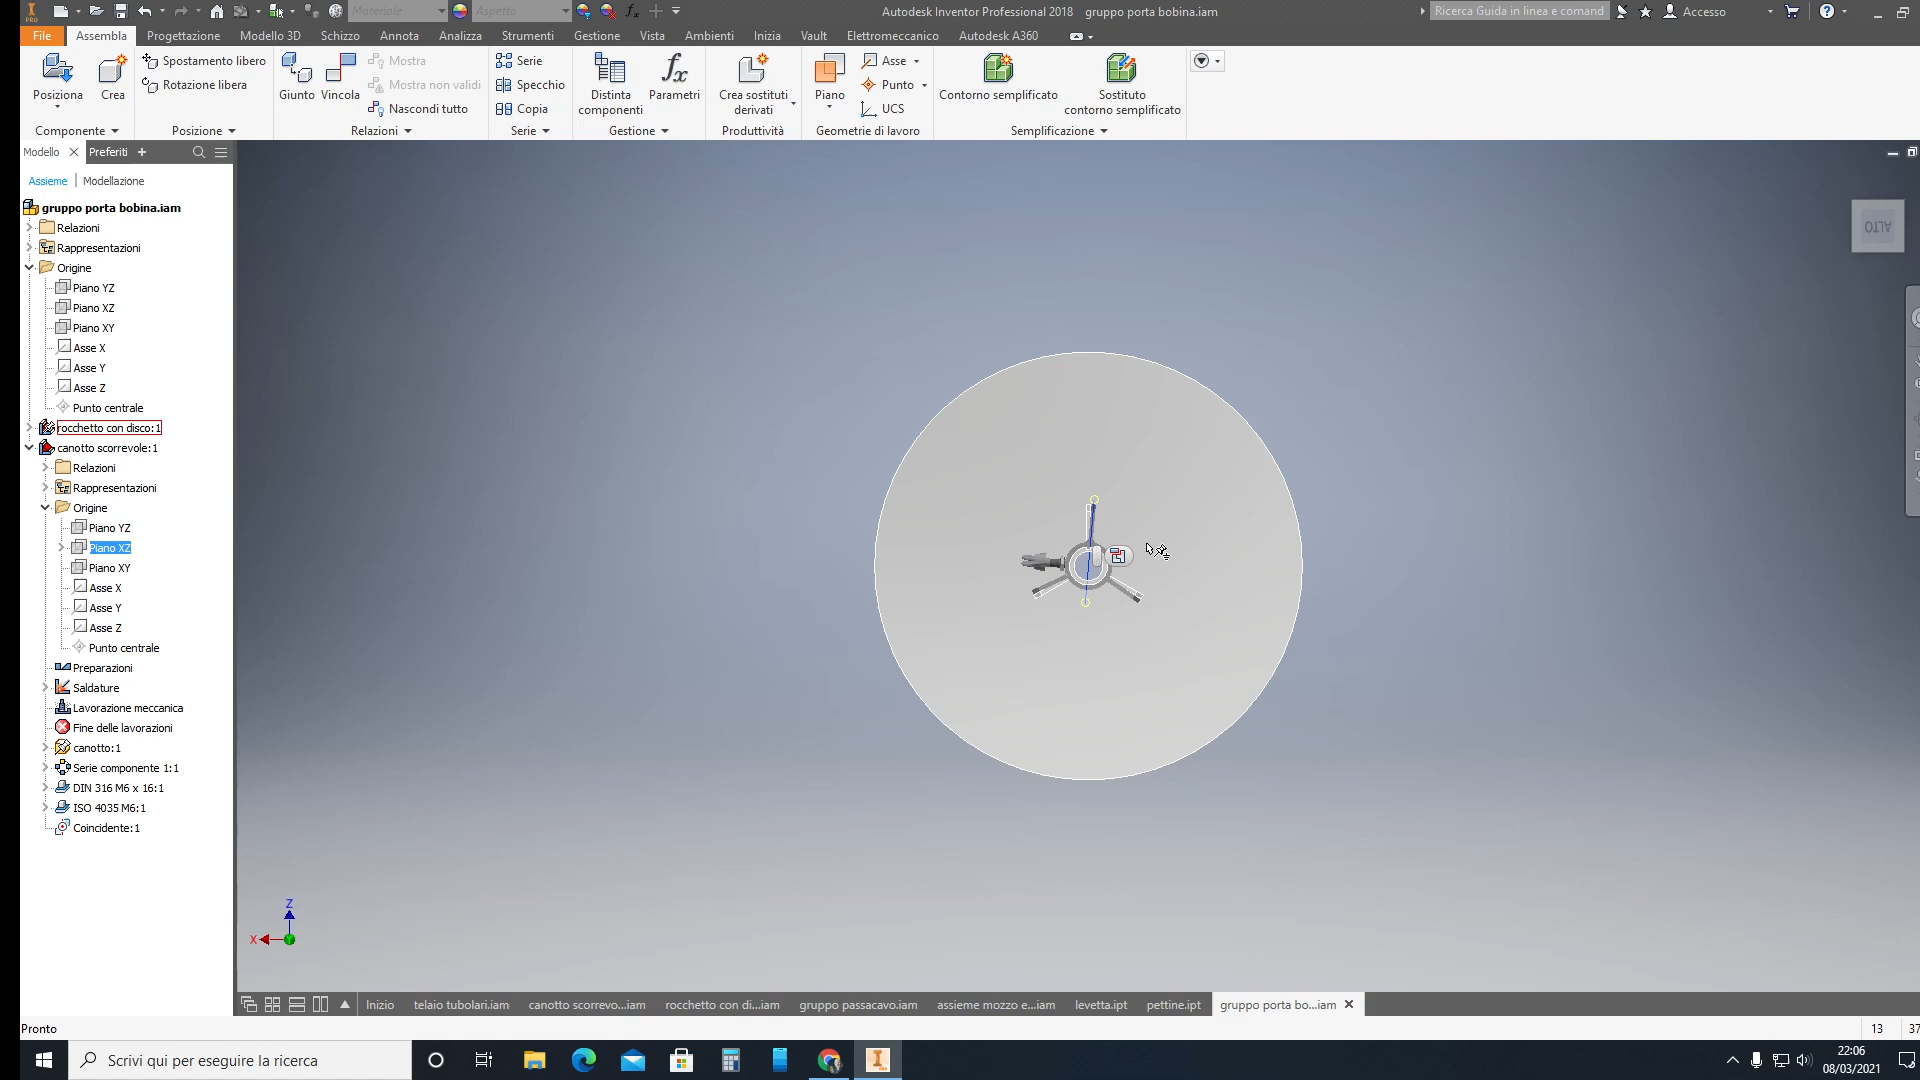 PRO
Materiale
Aspetto
Autodesk Inventor Professional 2018 gruppo porta bobina.iam
Ricerca Guida in linea e comand
Accesso
File
Assembla
Progettazione
Modello 3D
Schizzo
Annota
Analizza
Strumenti
Gestione
Vista
Ambienti
Inizia
Vault
Elettromeccanico
Autodesk A360
Posiziona
Crea
Spostamento libero
Rotazione libera
Giunto
Vincola
Mostra
Mostra non validi
Nascondi tutto
Serie
Specchio
Copia
Distinta
componenti
Parametri
Crea sostituti
derivati
Piano
Asse
Punto
UCS
Contorno semplificato
Sostituto
contorno semplificato
Componente
Posizione
Relazioni
Serie
Gestione
Produttività
Geometrie di lavoro
Semplificazione
Modello
Preferiti
Assieme
Modellazione
gruppo porta bobina.iam
Relazioni
Rappresentazioni
Origine
Piano YZ
Piano XZ
Piano XY
Asse X
Asse Y
Asse Z
Punto centrale
rocchetto con disco:1
canotto scorrevole:1
Relazioni
Rappresentazioni
Origine
Piano YZ
Piano XZ
Piano XY
Asse X
Asse Y
Asse Z
Punto centrale
Preparazioni
Saldature
Lavorazione meccanica
Fine delle lavorazioni
canotto:1
Serie componente 1:1
DIN 316 M6 x 16:1
ISO 4035 M6:1
Coincidente:1
ALTO
Z
X
Y
Inizio
telaio tubolari.iam
canotto scorrevo...iam
rocchetto con di...iam
gruppo passacavo.iam
assieme mozzo e...iam
levetta.ipt
pettine.ipt
gruppo porta bo...iam
Pronto
13
37
Scrivi qui per eseguire la ricerca
22:06
08/03/2021